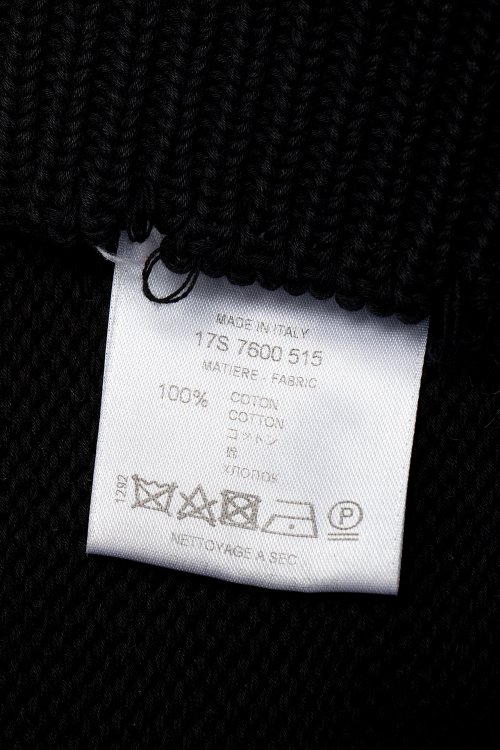 MADE IN ITALY
17S 7600 515
MATIERE - FABRIC
100% COTON
COTTON
コットン
棉
ХЛОПОК
1292
P
NETTOYAGE A SEC